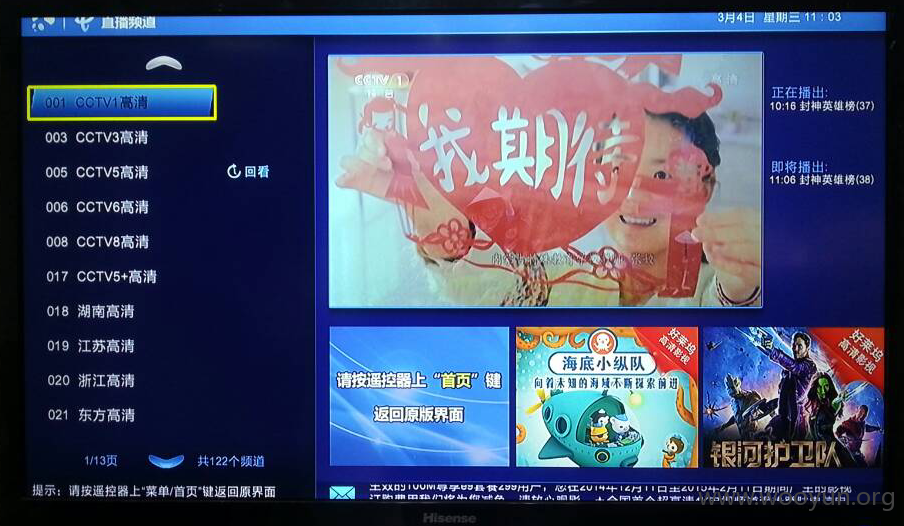 直播频道
3月4日 星期三 11:03
001 CCTV1高清
003 CCTV3高清
005 CCTV5高清
回看
006 CCTV6高清
008 CCTV8高清
017 CCTV5+高清
018 湖南高清
019 江苏高清
020 浙江高清
021 东方高清
1/13页
共122个频道
提示：请按遥控器上“菜单/首页”键返回原版界面
CCTV 1
高清
我期待
正在播出:
10:16 封神英雄榜(37)
即将播出:
11:06 封神英雄榜(38)
请按遥控器上“首页”键
返回原版界面
海底小纵队
向着未知的海域不断探索前进
好莱坞
高清影视
好莱坞
高清影视
银河护卫队
Hisense
www.wooyun.org